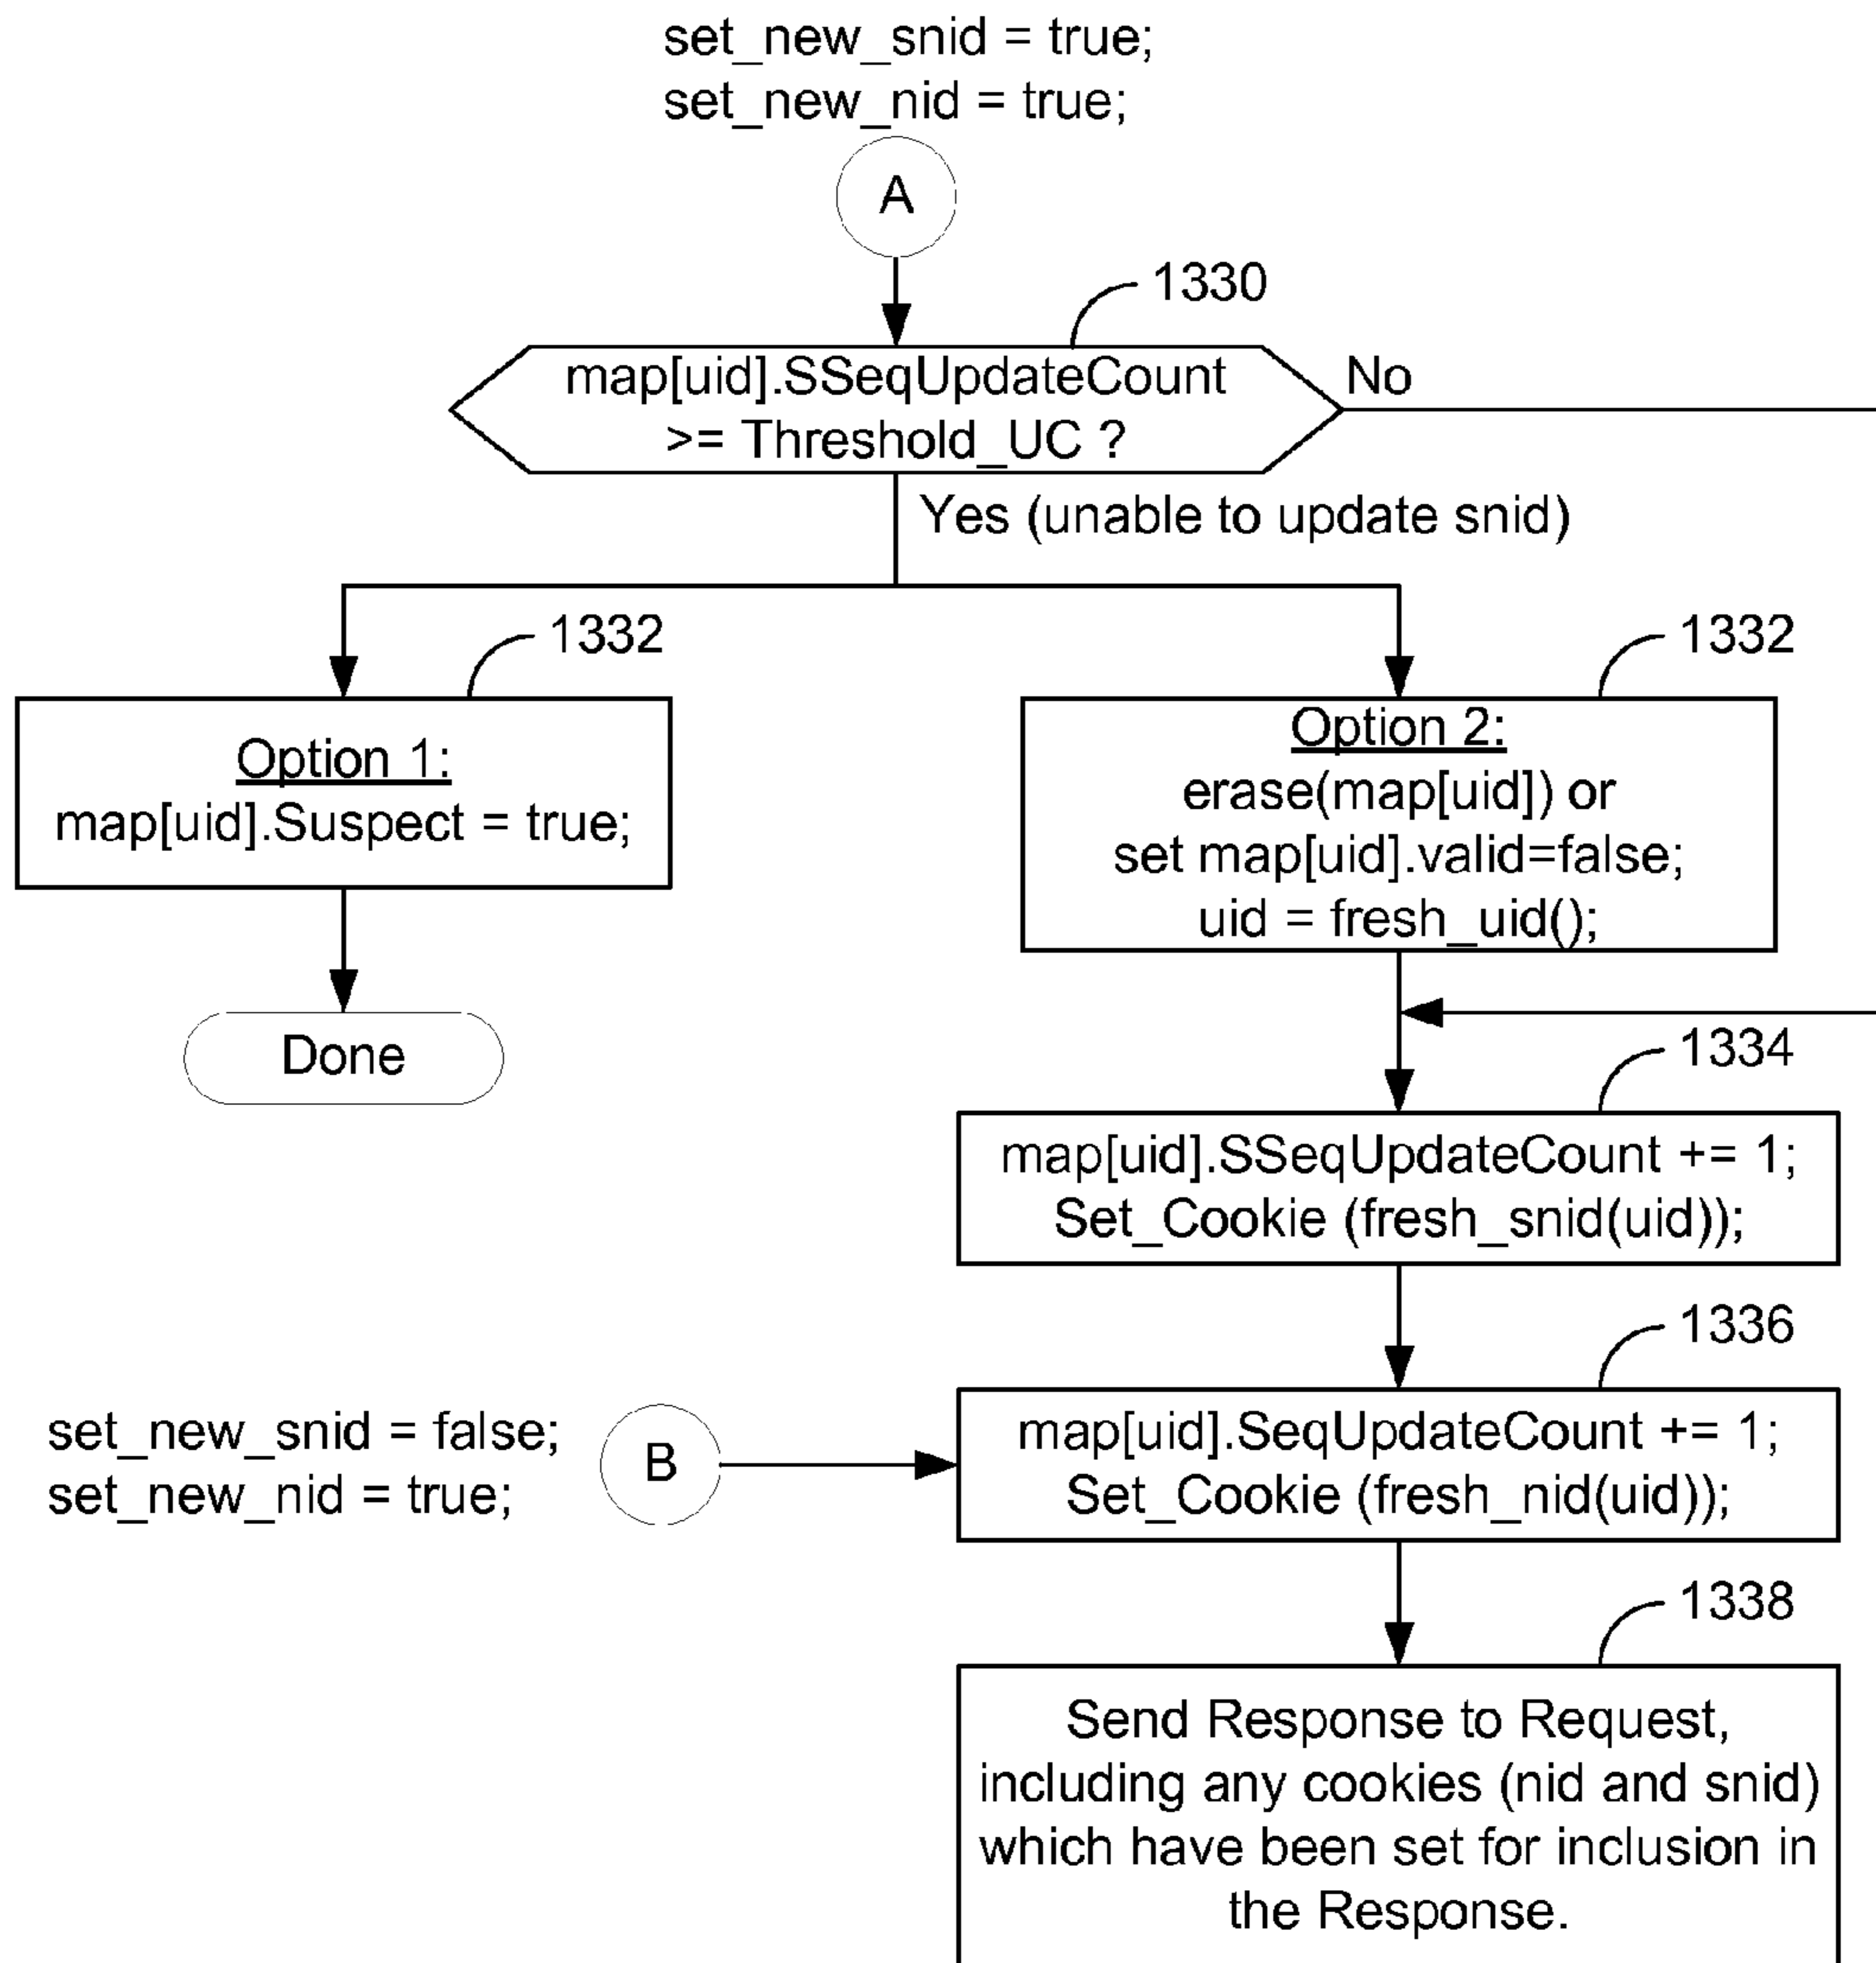 set_new_snid = true;
set_new_nid = true;
A
1330
map[uid].SSeqUpdateCount
>= Threshold_UC ?
No
Yes (unable to update snid)
1332
Option 1:
map[uid].Suspect = true;
Done
1332
Option 2:
erase(map[uid]) or
set map[uid].valid=false;
uid = fresh_uid();
1334
map[uid].SSeqUpdateCount += 1;
Set_Cookie (fresh_snid(uid));
1336
set_new_snid = false;
set_new_nid = true;
B
map[uid].SeqUpdateCount += 1;
Set_Cookie (fresh_nid(uid));
1338
Send Response to Request,
including any cookies (nid and snid)
which have been set for inclusion in
the Response.